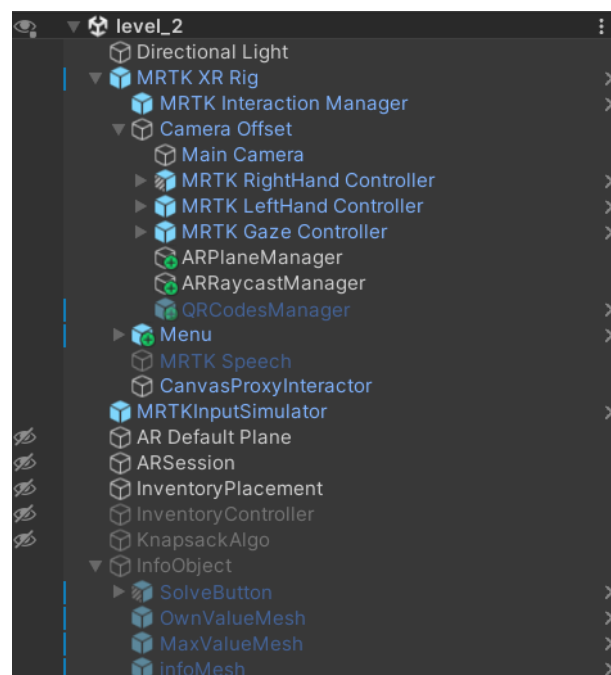 level_2
Directional Light
MRTK XR Rig
MRTK Interaction Manager
Camera Offset
Main Camera
MRTK RightHand Controller
MRTK LeftHand Controller
MRTK Gaze Controller
ARPlaneManager
ARRaycastManager
QRCodesManager
Menu
MRTK Speech
CanvasProxyInteractor
MRTKInputSimulator
AR Default Plane
ARSession
InventoryPlacement
InventoryController
KnapsackAlgo
InfoObject
SolveButton
OwnValueMesh
MaxValueMesh
infoMesh